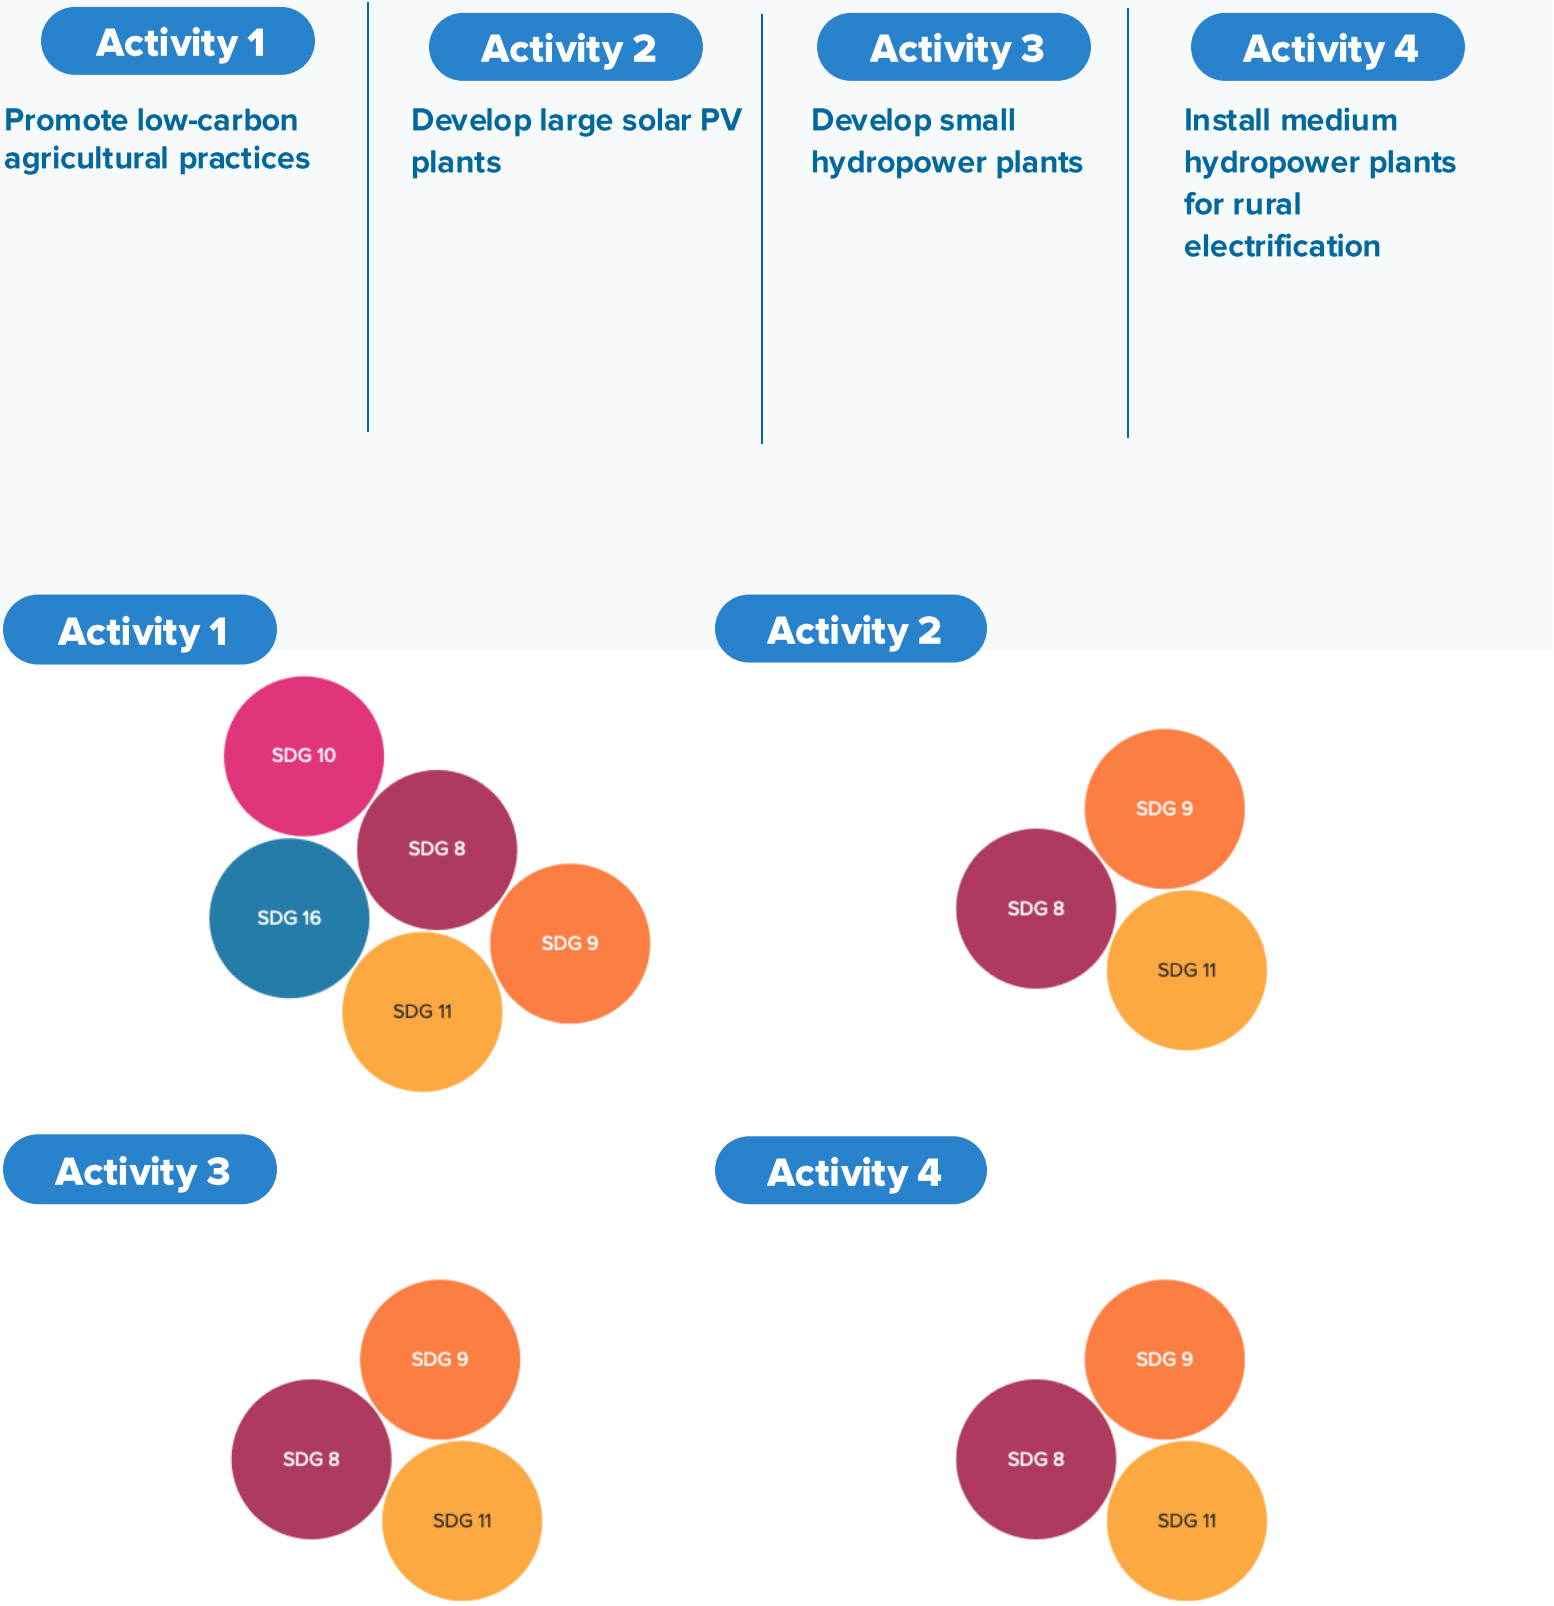 Activity 1
Promote low-carbon
agricultural practices
Activity 2
Develop large solar PV
plants
Activity 3
Develop small
hydropower plants
Activity 4
Install medium
hydropower plants
for rural
electrification
Activity 1
SDG 10
SDG 8
SDG 16
SDG 9
SDG 11
Activity 2
SDG 9
SDG 8
SDG 11
Activity 3
SDG 9
SDG 8
SDG 11
Activity 4
SDG 9
SDG 8
SDG 11